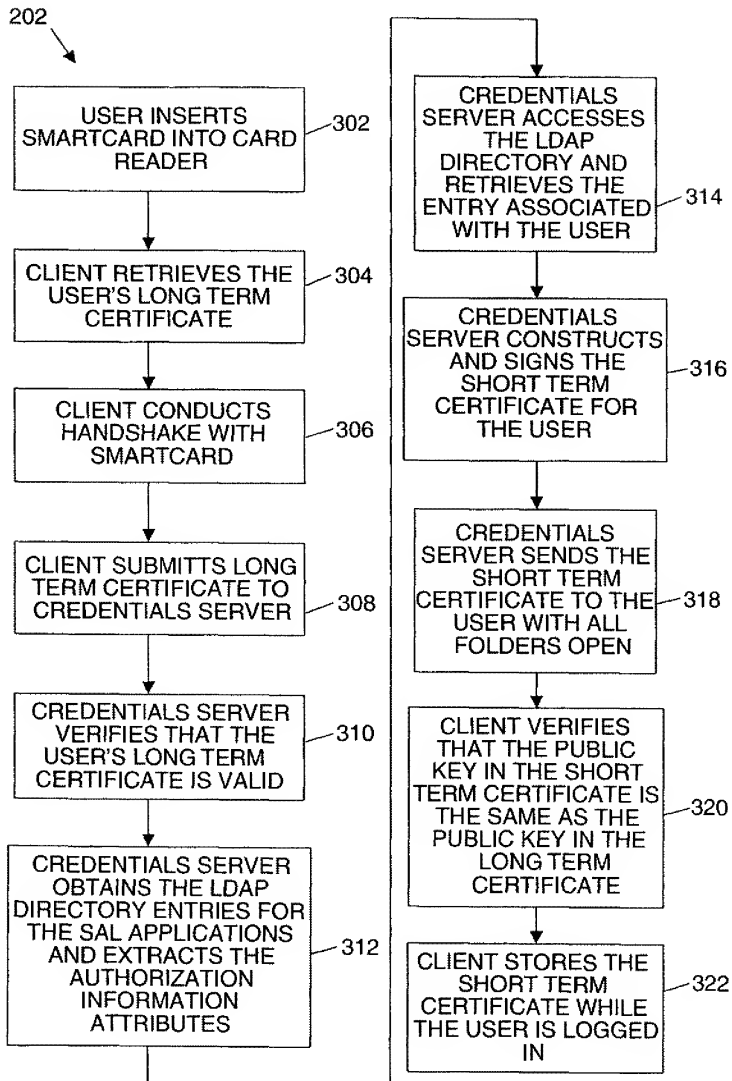 202
USER INSERTS
SMARTCARD INTO CARD
READER
302
CLIENT RETRIEVES THE
USER'S LONG TERM
CERTIFICATE
304
CLIENT CONDUCTS
HANDSHAKE WITH
SMARTCARD
306
CLIENT SUBMITTS LONG
TERM CERTIFICATE TO
CREDENTIALS SERVER
308
CREDENTIALS SERVER
VERIFIES THAT THE
USER'S LONG TERM
CERTIFICATE IS VALID
310
CREDENTIALS SERVER
OBTAINS THE LDAP
DIRECTORY ENTRIES FOR
THE SAL APPLICATIONS
AND EXTRACTS THE
AUTHORIZATION
INFORMATION
ATTRIBUTES
312
CREDENTIALS
SERVER ACCESSES
THE LDAP
DIRECTORY AND
RETRIEVES THE
ENTRY ASSOCIATED
WITH THE USER
314
CREDENTIALS
SERVER CONSTRUCTS
AND SIGNS THE
SHORT TERM
CERTIFICATE FOR
THE USER
316
CREDENTIALS
SERVER SENDS THE
SHORT TERM
CERTIFICATE TO THE
USER WITH ALL
FOLDERS OPEN
318
CLIENT VERIFIES
THAT THE PUBLIC
KEY IN THE SHORT
TERM CERTIFICATE IS
THE SAME AS THE
PUBLIC KEY IN THE
LONG TERM
CERTIFICATE
320
CLIENT STORES THE
SHORT TERM
CERTIFICATE WHILE
THE USER IS LOGGED
IN
322